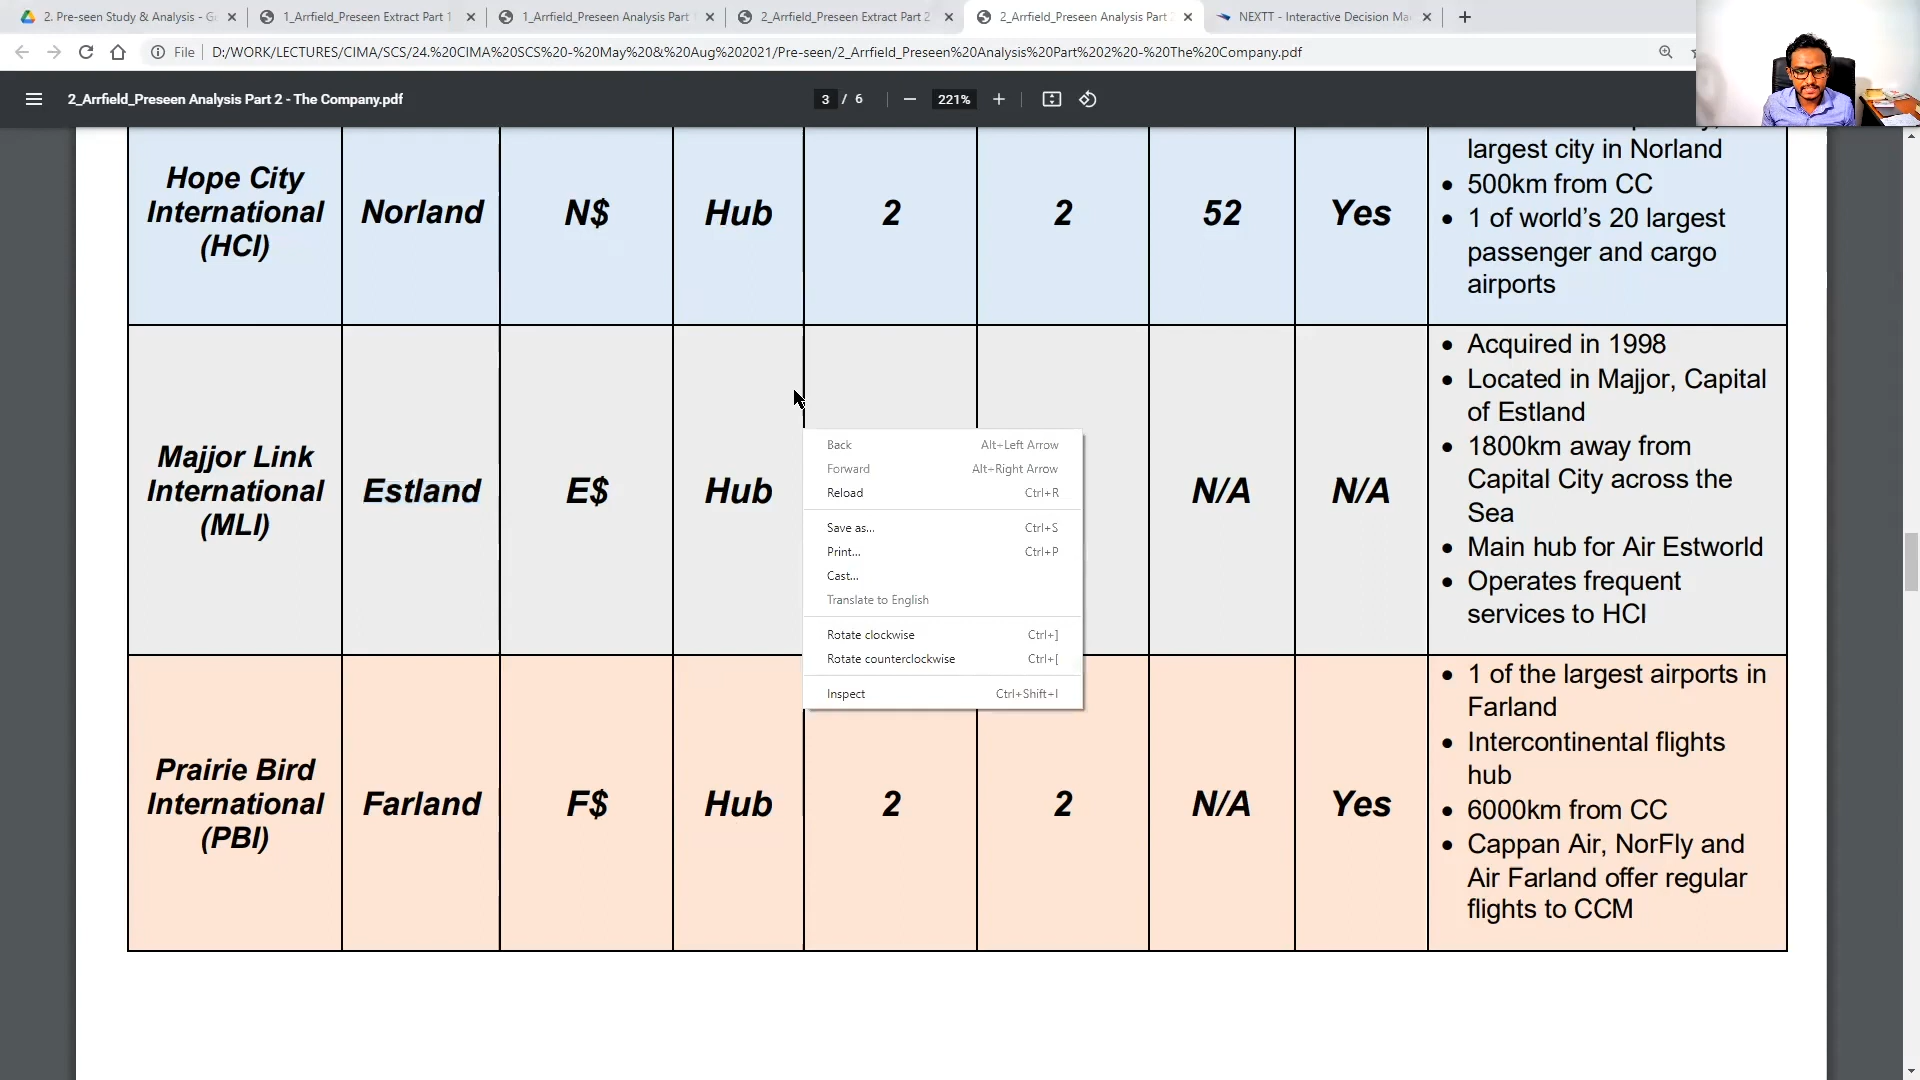 2. Pre-seen Study & Analysis - G
1_Arrfield_Preseen Extract Part 1
1_Arrfield_Preseen Analysis Part
2_Arrfield_Preseen Extract Part 2
2_Arrfield_Preseen Analysis Part
NEXTT - Interactive Decision Ma
File
D:/WORK/LECTURES/CIMA/SCS/24.%20CIMA%20SCS%20-%20May%20&%20Aug%202021/Pre-seen/2_Arrfield_Preseen%20Analysis%20Part%202%20-%20The%20Company.pdf
2_Arrfield_Preseen Analysis Part 2 - The Company.pdf
3 / 6
221%
Hope City
International
(HCI)
Norland
N$
Hub
2
2
52
Yes
largest city in Norland
• 500km from CC
• 1 of world's 20 largest
passenger and cargo
airports
Majjor Link
International
(MLI)
Estland
E$
Hub
N/A
N/A
• Acquired in 1998
• Located in Majjor, Capital
of Estland
• 1800km away from
Capital City across the
Sea
• Main hub for Air Estworld
• Operates frequent
services to HCI
Back Alt+Left Arrow
Forward Alt+Right Arrow
Reload Ctrl+R
Save as... Ctrl+S
Print... Ctrl+P
Cast...
Translate to English
Rotate clockwise Ctrl+]
Rotate counterclockwise Ctrl+[
Inspect Ctrl+Shift+I
Prairie Bird
International
(PBI)
Farland
F$
Hub
2
2
N/A
Yes
• 1 of the largest airports in
Farland
• Intercontinental flights
hub
• 6000km from CC
• Cappan Air, NorFly and
Air Farland offer regular
flights to CCM